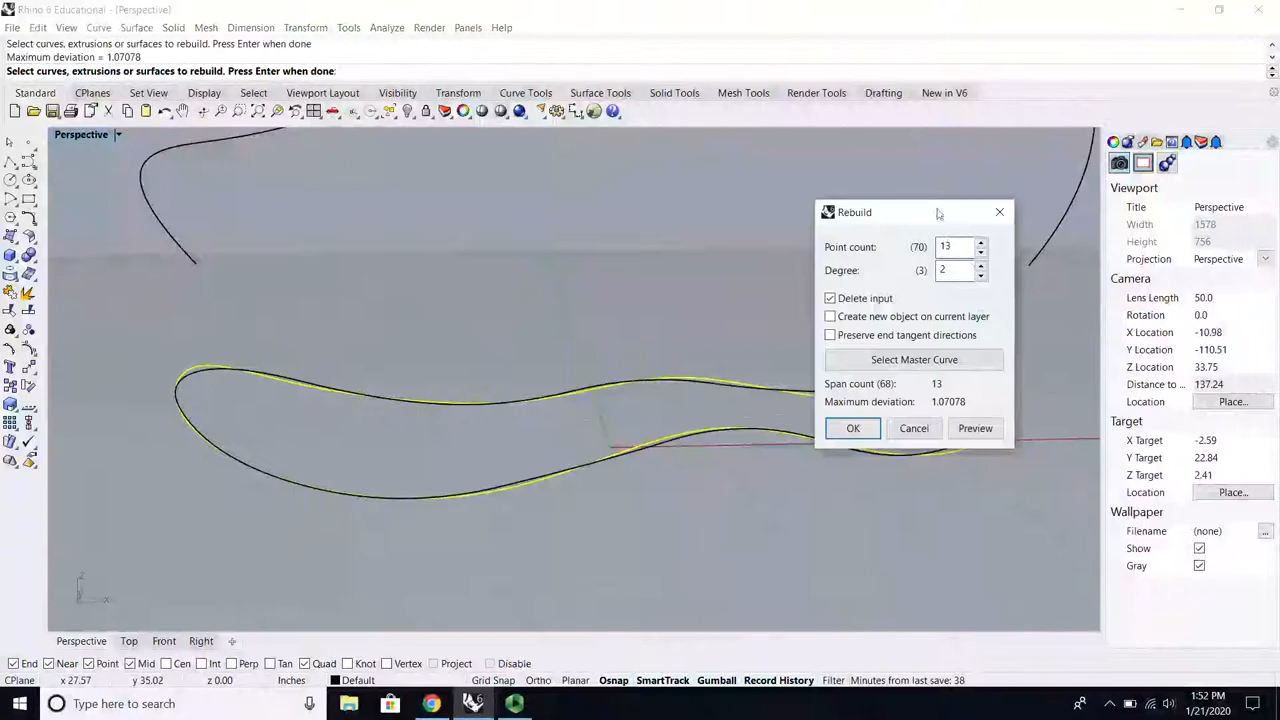 Rhino 6 Educational - [Perspective]
File Edit View Curve Surface Solid Mesh Dimension Transform Tools Analyze Render Panels Help
Select curves, extrusions or surfaces to rebuild. Press Enter when done
Maximum deviation = 1.07078
Select curves, extrusions or surfaces to rebuild. Press Enter when done:
Standard CPlanes Set View Display Select Viewport Layout Visibility Transform Curve Tools Surface Tools Solid Tools Mesh Tools Render Tools Drafting New in V6
Perspective
Rebuild
Point count: (70) 13
Degree: (3) 2
Delete input
Create new object on current layer
Preserve end tangent directions
Select Master Curve
Span count (68): 13
Maximum deviation: 1.07078
OK Cancel Preview
Viewport
Title Perspective
Width 1578
Height 756
Projection Perspective
Camera
Lens Length 50.0
Rotation 0.0
X Location -10.98
Y Location -110.51
Z Location 33.75
Distance to ... 137.24
Location Place...
Target
X Target -2.59
Y Target 22.84
Z Target 2.41
Location Place...
Wallpaper
Filename (none) ...
Show
Gray
z
x
Perspective Top Front Right
End Near Point Mid Cen Int Perp Tan Quad Knot Vertex Project Disable
CPlane x 27.57 y 35.02 z 0.00 Inches Default Grid Snap Ortho Planar Osnap SmartTrack Gumball Record History Filter Minutes from last save: 38
Type here to search
1:52 PM
1/21/2020